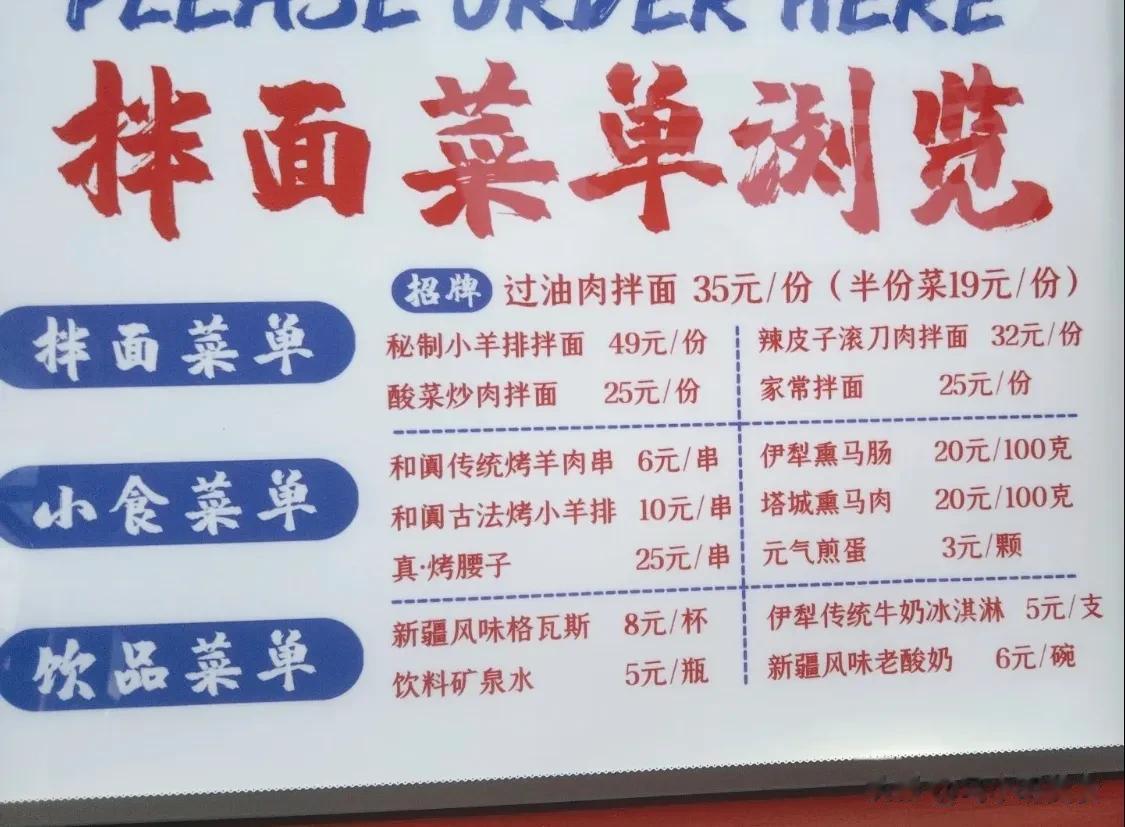 PLEASE ORDER HERE
拌面菜单浏览
招牌 过油肉拌面 35元/份（半份菜19元/份）
拌面菜单
秘制小羊排拌面 49元/份 辣皮子滚刀肉拌面 32元/份
酸菜炒肉拌面 25元/份 家常拌面 25元/份
小食菜单
和阗传统烤羊肉串 6元/串 伊犁熏马肠 20元/100克
和阗古法烤小羊排 10元/串 塔城熏马肉 20元/100克
真·烤腰子 25元/串 元气煎蛋 3元/颗
饮品菜单
新疆风味格瓦斯 8元/杯 伊犁传统牛奶冰淇淋 5元/支
饮料矿泉水 5元/瓶 新疆风味老酸奶 6元/碗